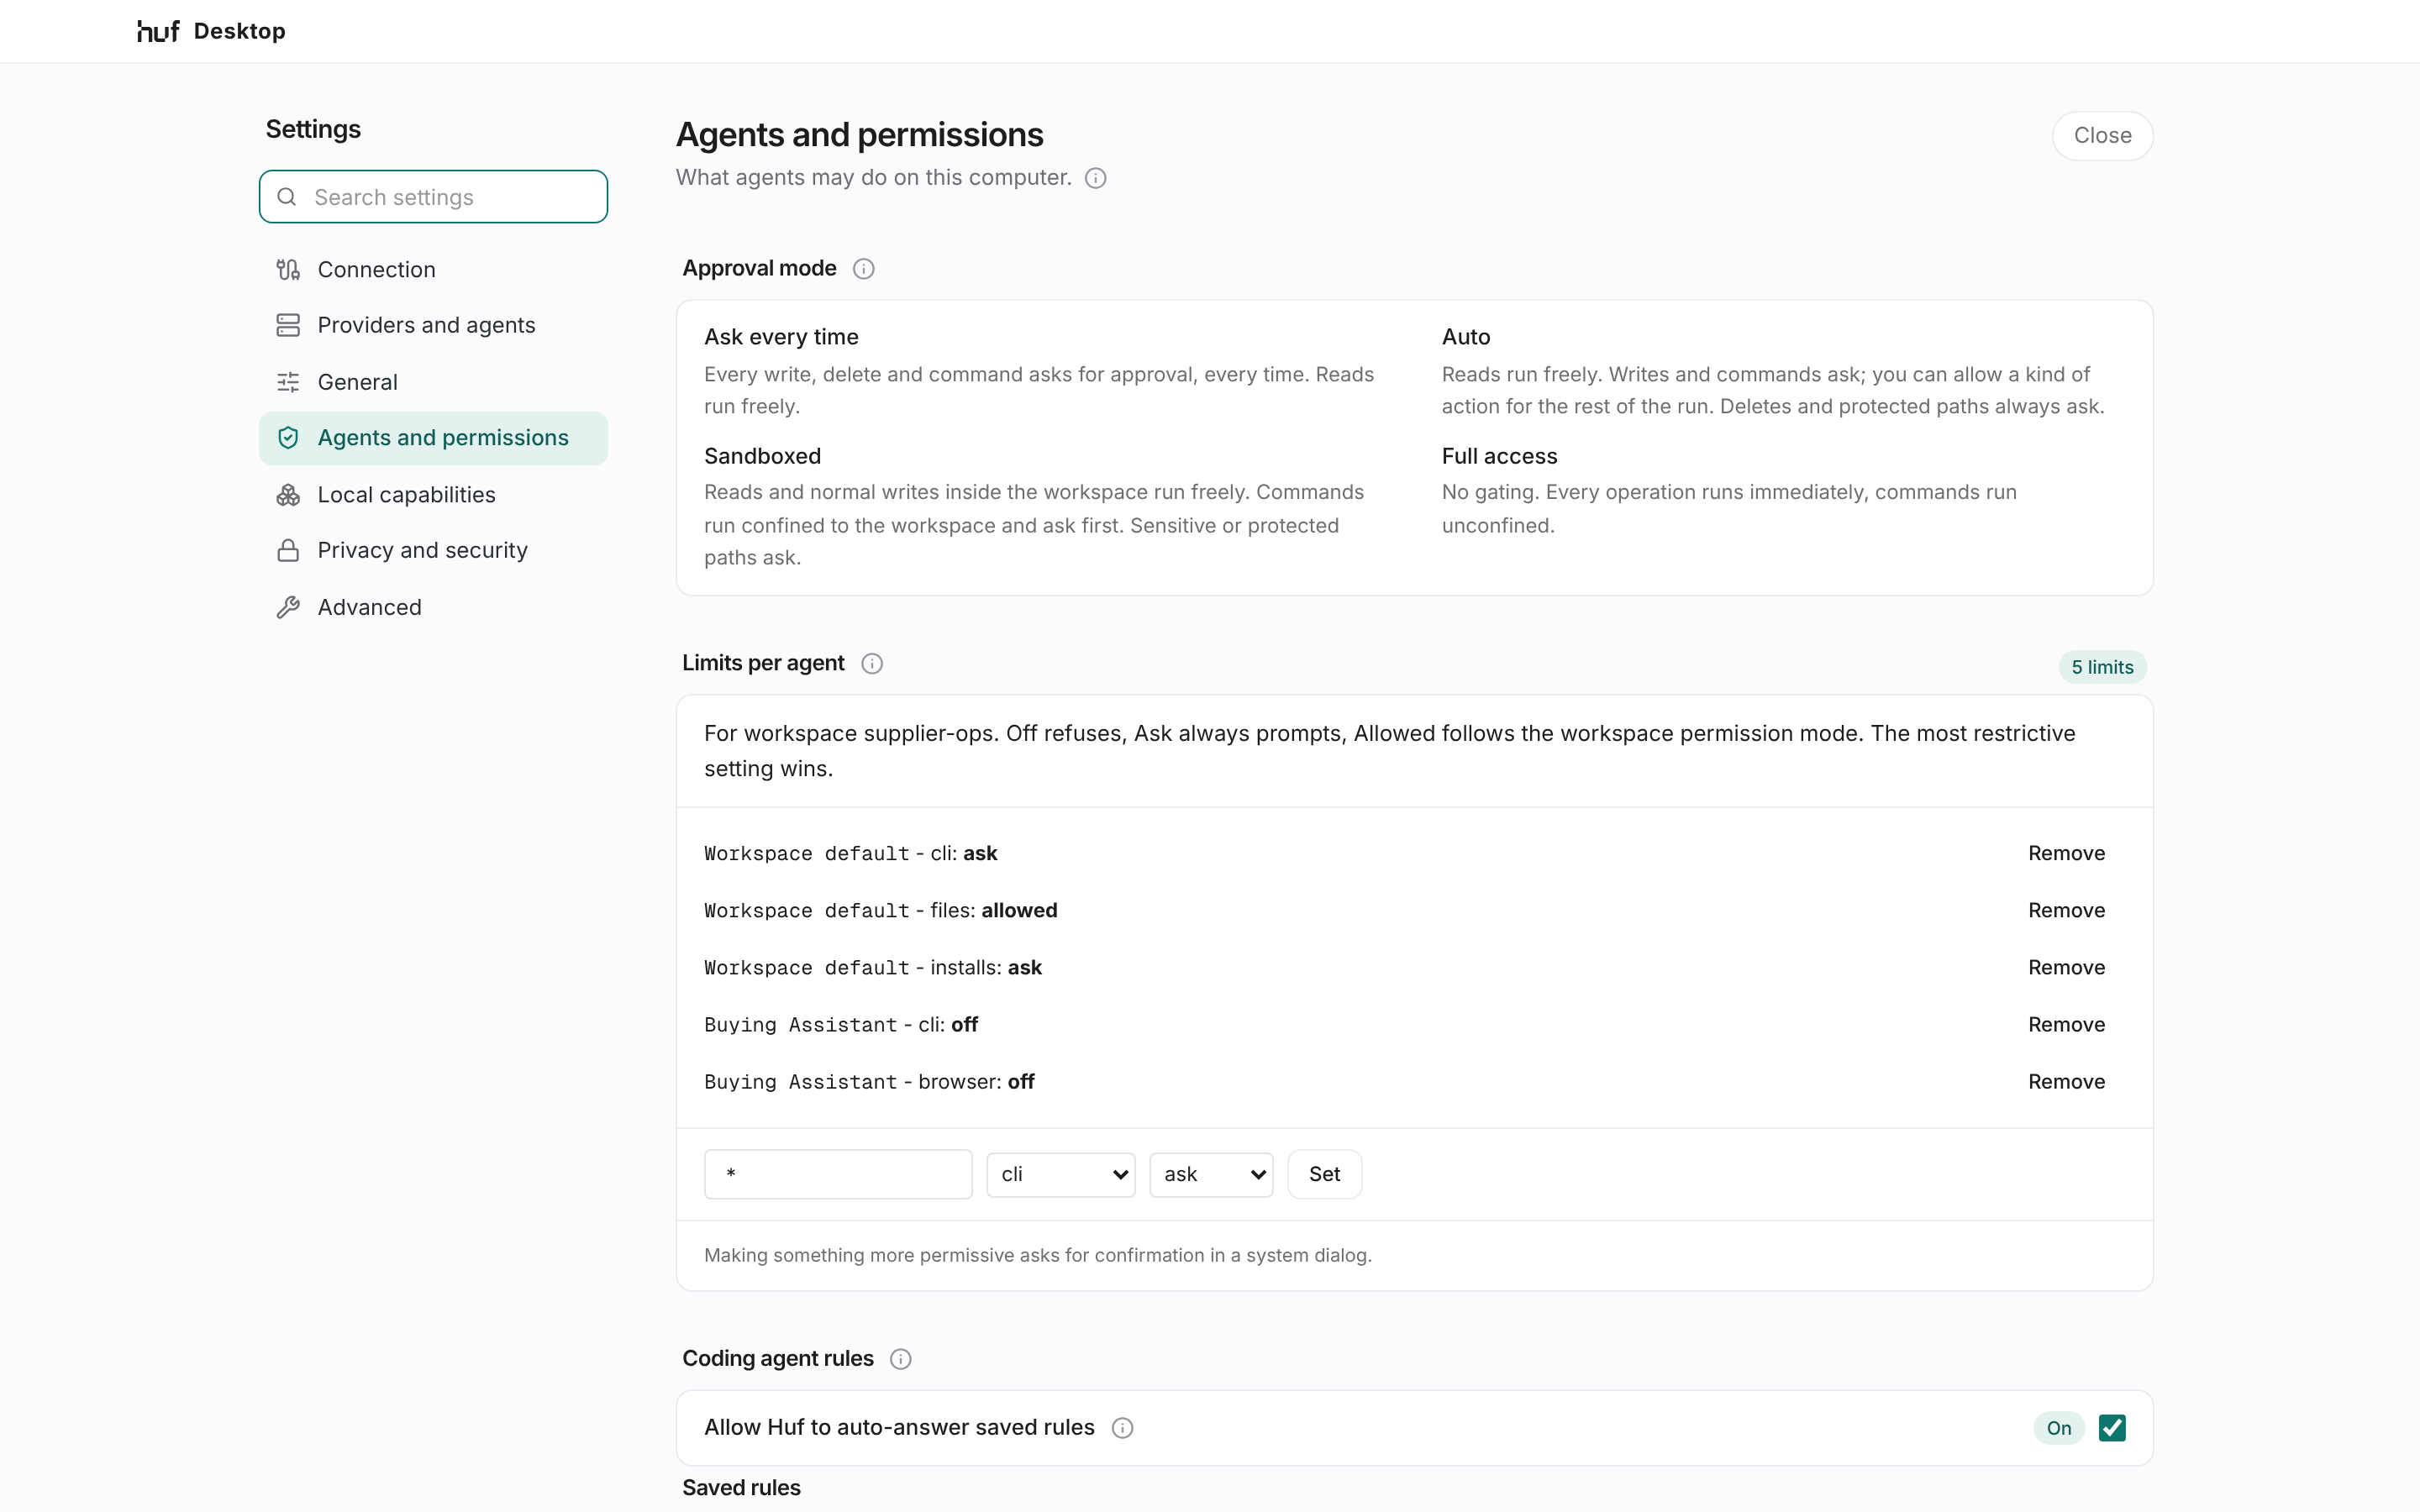 huf Desktop
Settings
Search settings
Connection
Providers and agents
General
Agents and permissions
Local capabilities
Privacy and security
Advanced
Agents and permissions
Close
What agents may do on this computer.
Approval mode
Ask every time
Every write, delete and command asks for approval, every time. Reads
run freely.
Auto
Reads run freely. Writes and commands ask; you can allow a kind of
action for the rest of the run. Deletes and protected paths always ask.
Sandboxed
Reads and normal writes inside the workspace run freely. Commands
run confined to the workspace and ask first. Sensitive or protected
paths ask.
Full access
No gating. Every operation runs immediately, commands run
unconfined.
Limits per agent
5 limits
For workspace supplier-ops. Off refuses, Ask always prompts, Allowed follows the workspace permission mode. The most restrictive
setting wins.
Workspace default - cli: ask Remove
Workspace default - files: allowed Remove
Workspace default - installs: ask Remove
Buying Assistant - cli: off Remove
Buying Assistant - browser: off Remove
* cli ask Set
Making something more permissive asks for confirmation in a system dialog.
Coding agent rules
Allow Huf to auto-answer saved rules On
Saved rules